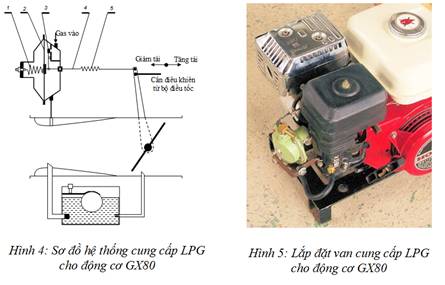 1 2 3 4 5
Gas vào
Giảm tải Tăng tải
Cần điều khiển
từ bộ điều tốc
Hình 4: Sơ đồ hệ thống cung cấp LPG
cho động cơ GX80
Hình 5: Lắp đặt van cung cấp LPG
cho động cơ GX80